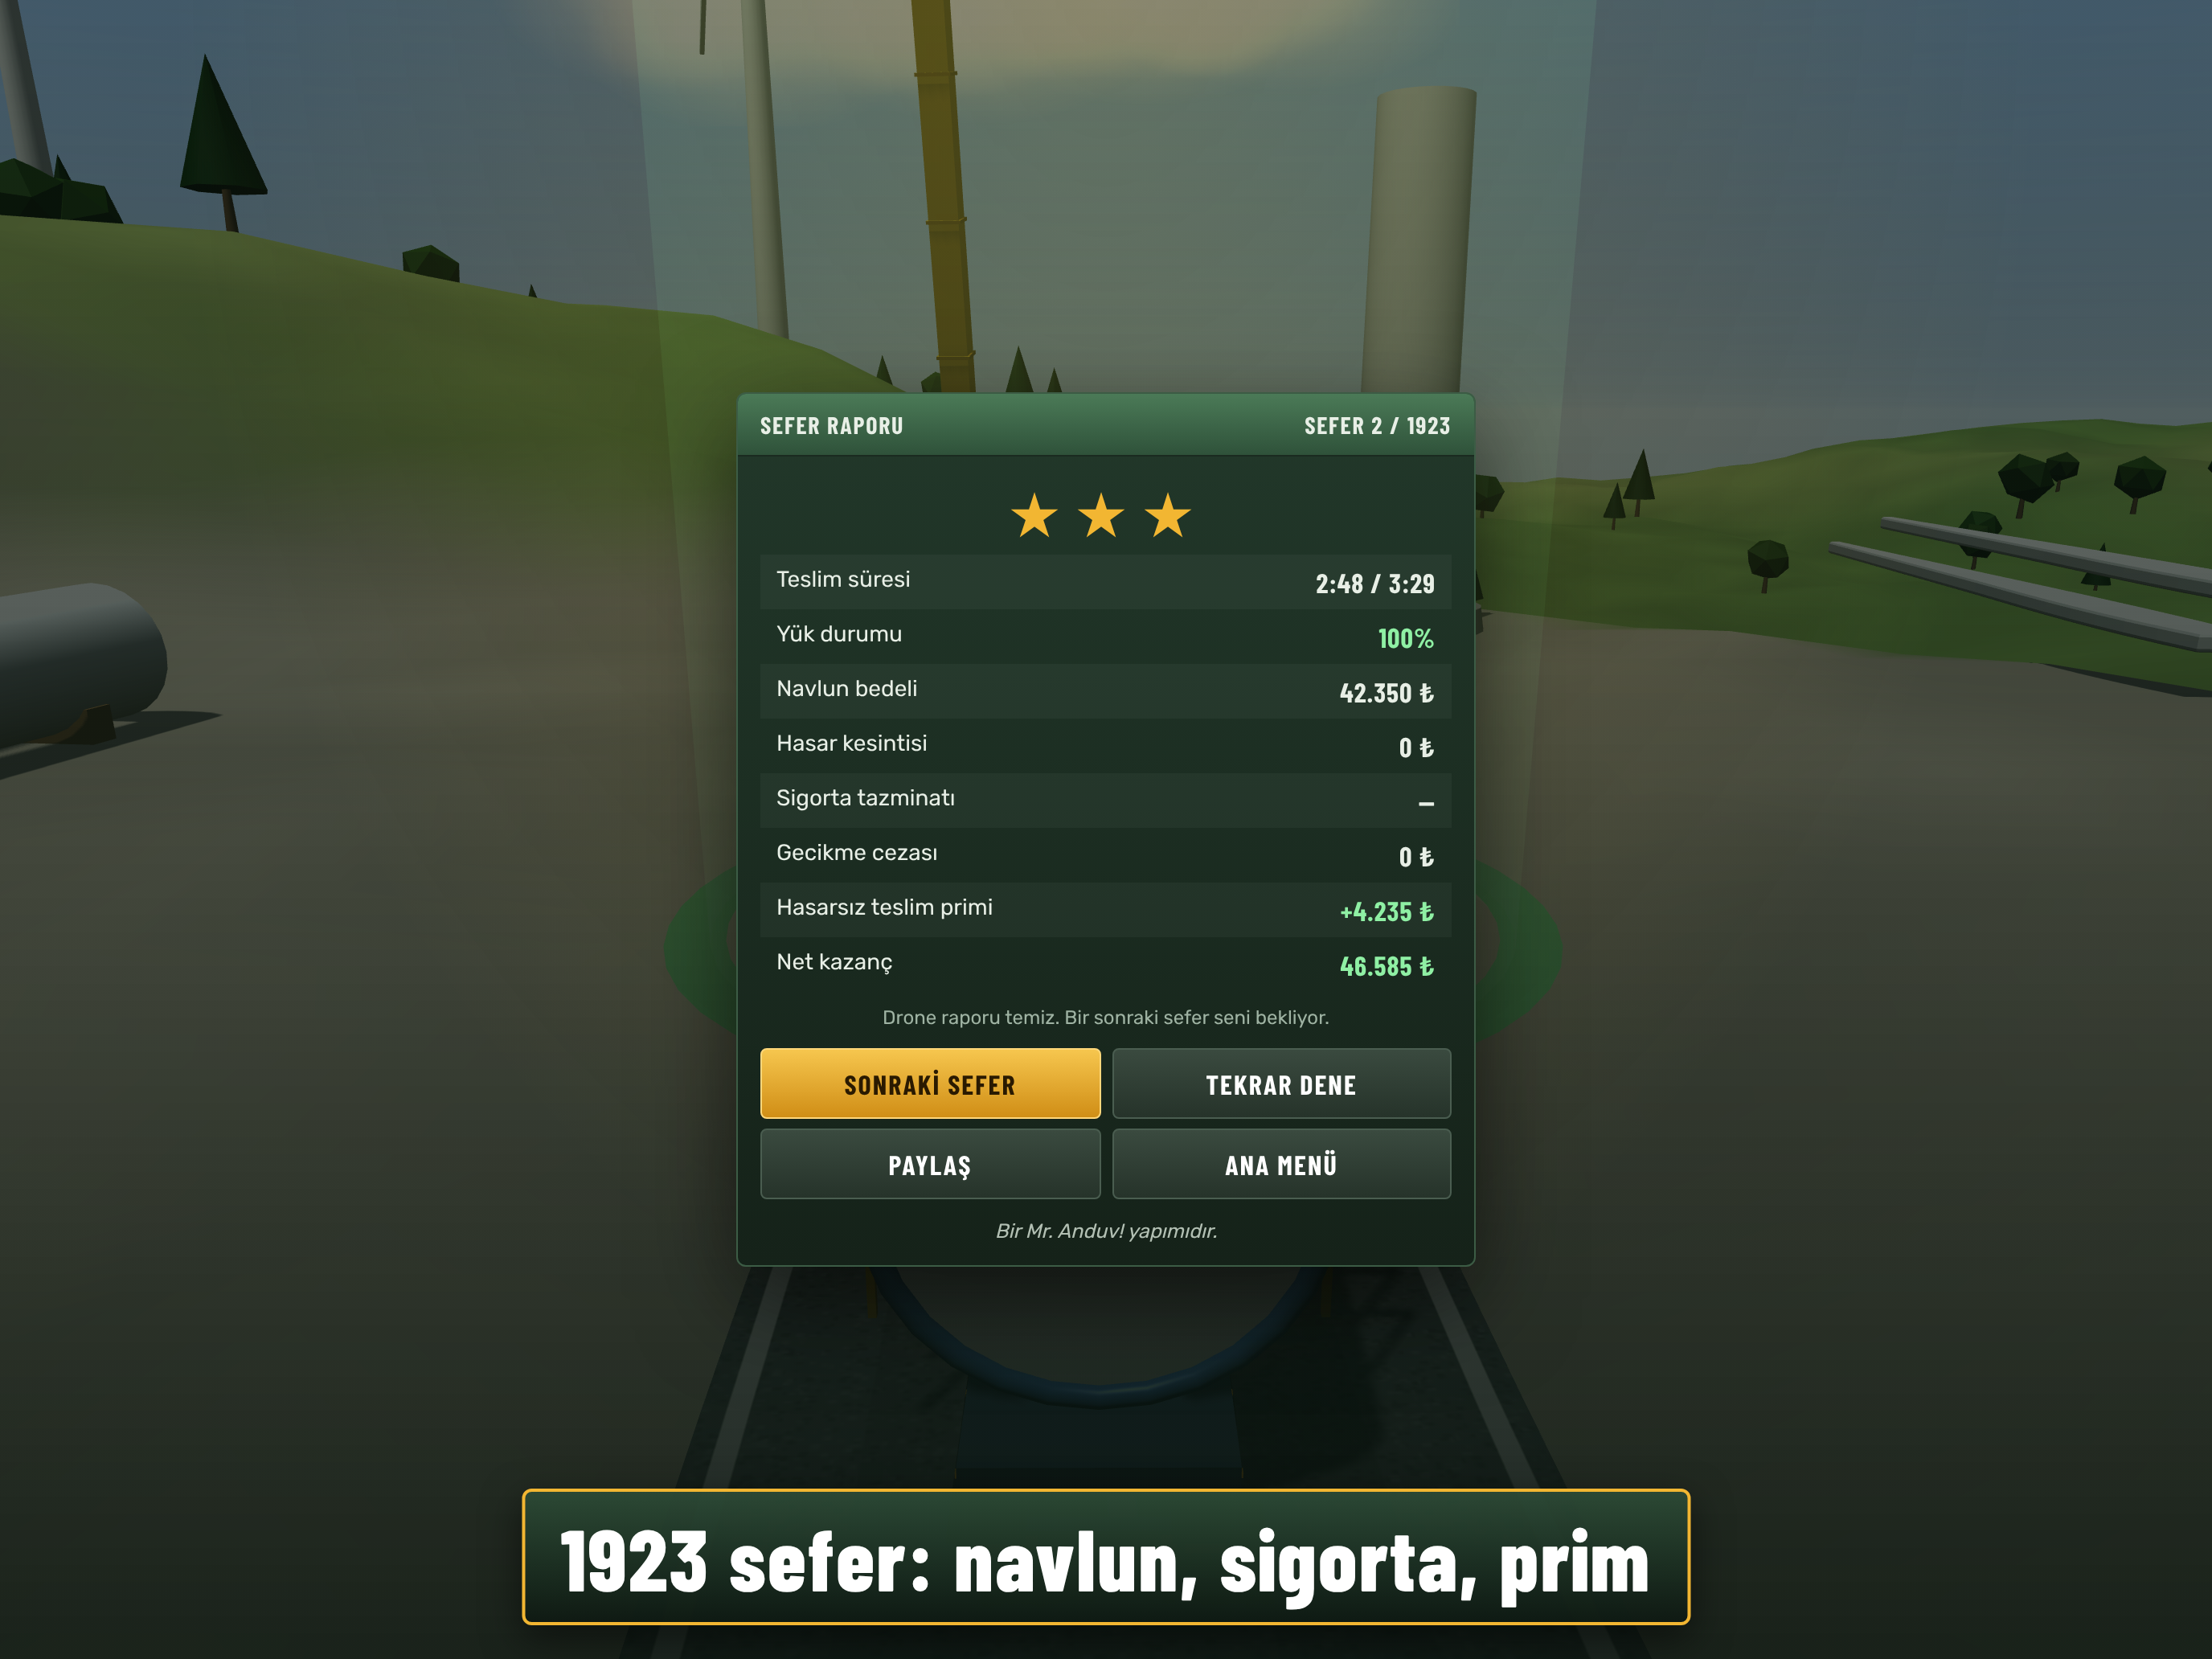 SEFER RAPORU SEFER 2 / 1923
Teslim süresi 2:48 / 3:29
Yük durumu 100%
Navlun bedeli 42.350 ₺
Hasar kesintisi 0 ₺
Sigorta tazminatı –
Gecikme cezası 0 ₺
Hasarsız teslim primi +4.235 ₺
Net kazanç 46.585 ₺
Drone raporu temiz. Bir sonraki sefer seni bekliyor.
SONRAKİ SEFER TEKRAR DENE
PAYLAŞ ANA MENÜ
Bir Mr. Anduv! yapımıdır.
1923 sefer: navlun, sigorta, prim